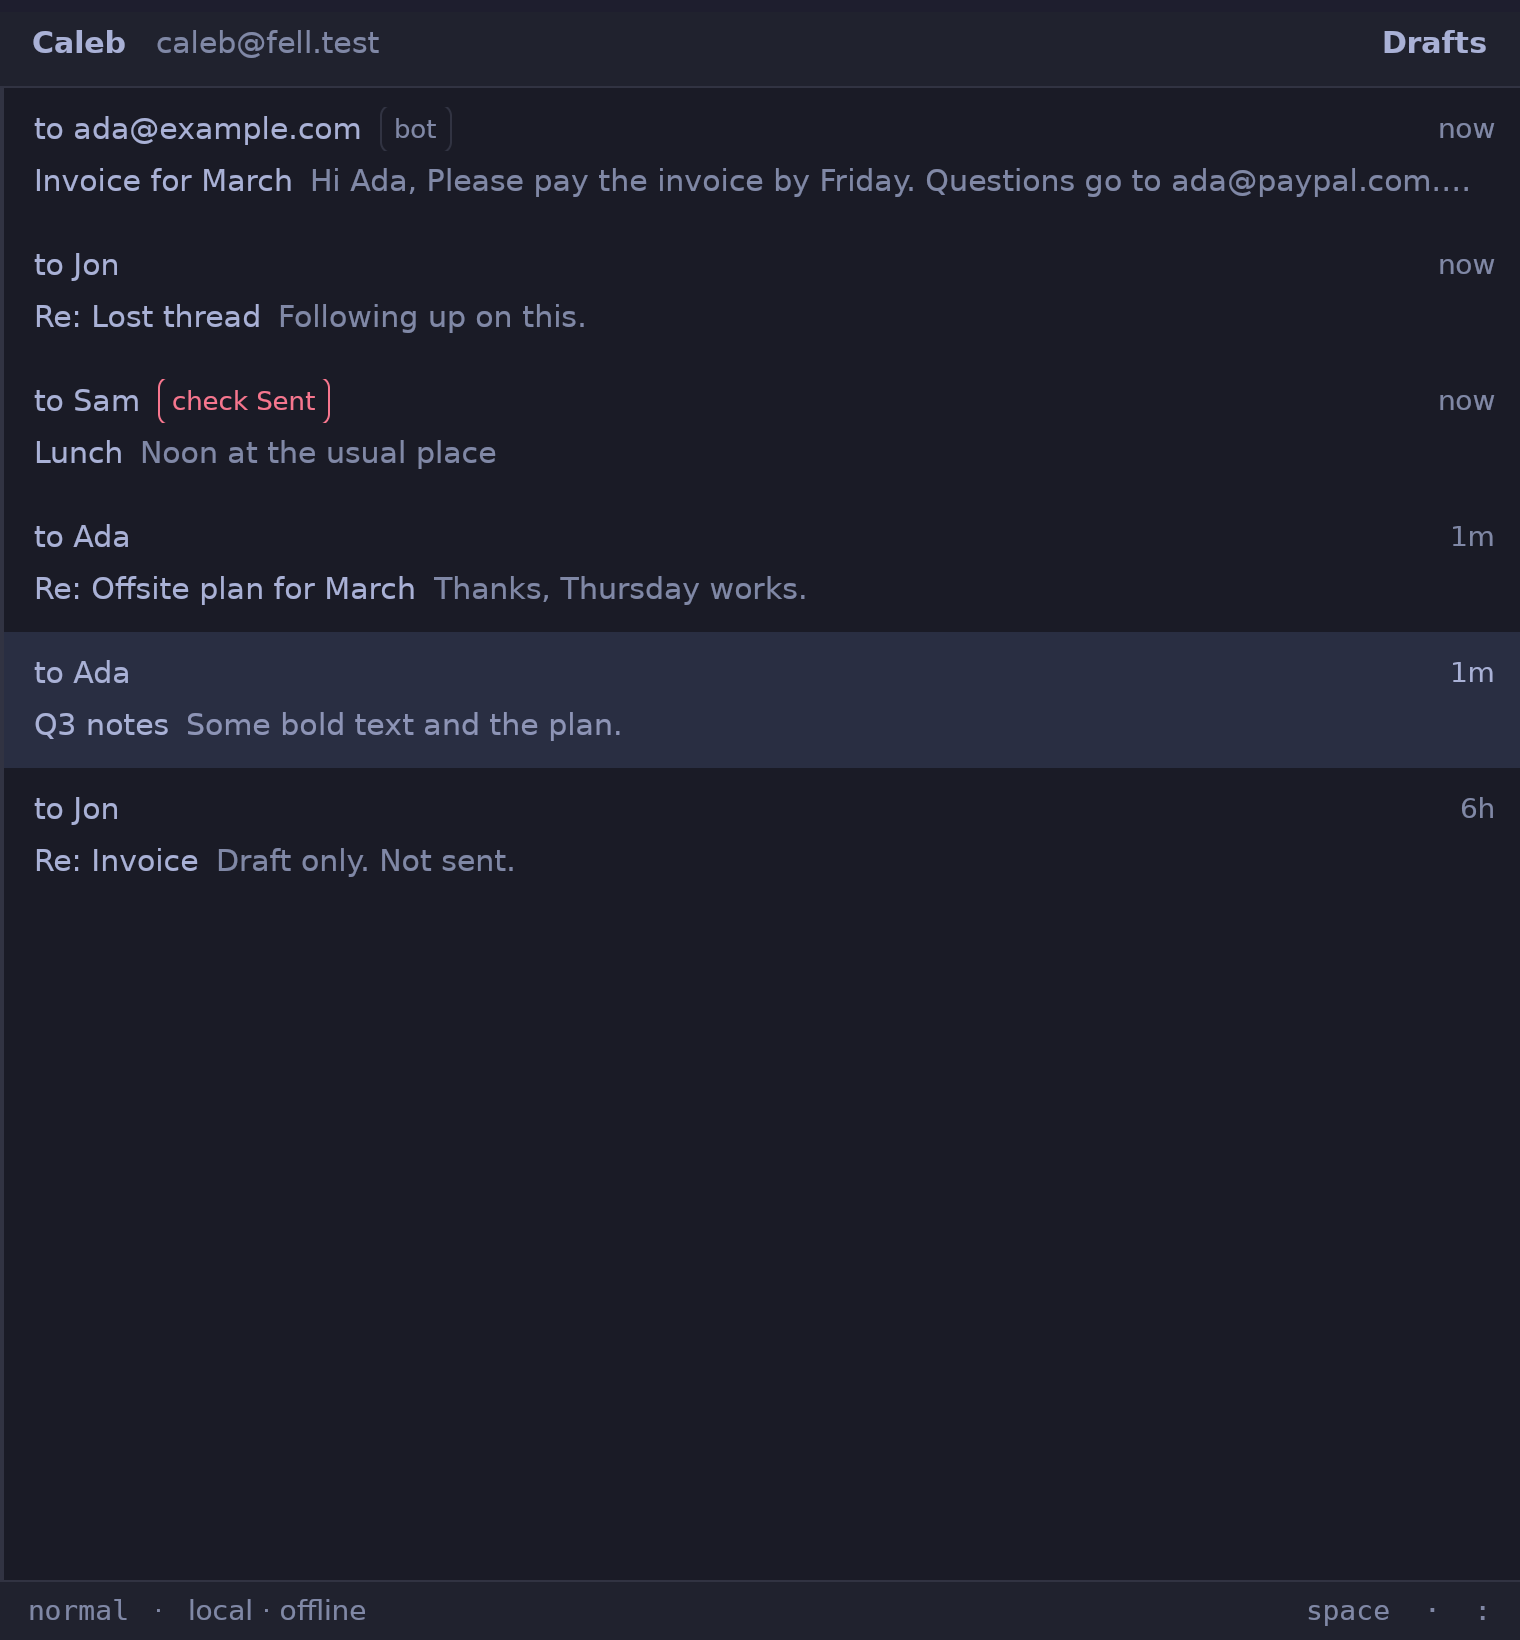 Caleb caleb@fell.test Drafts
to ada@example.com bot now
Invoice for March Hi Ada, Please pay the invoice by Friday. Questions go to ada@paypal.com....
to Jon now
Re: Lost thread Following up on this.
to Sam check Sent now
Lunch Noon at the usual place
to Ada 1m
Re: Offsite plan for March Thanks, Thursday works.
to Ada 1m
Q3 notes Some bold text and the plan.
to Jon 6h
Re: Invoice Draft only. Not sent.
normal · local · offline space · :